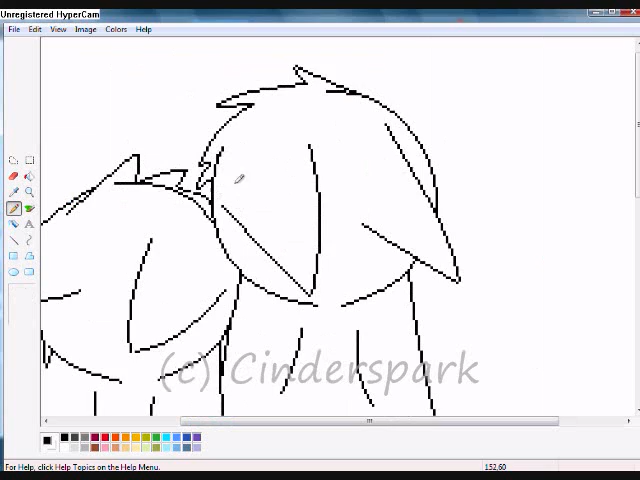 Unregistered HyperCam
File Edit View Image Colors Help
A
(c) Cinderspark
For Help, click Help Topics on the Help Menu.
152,60